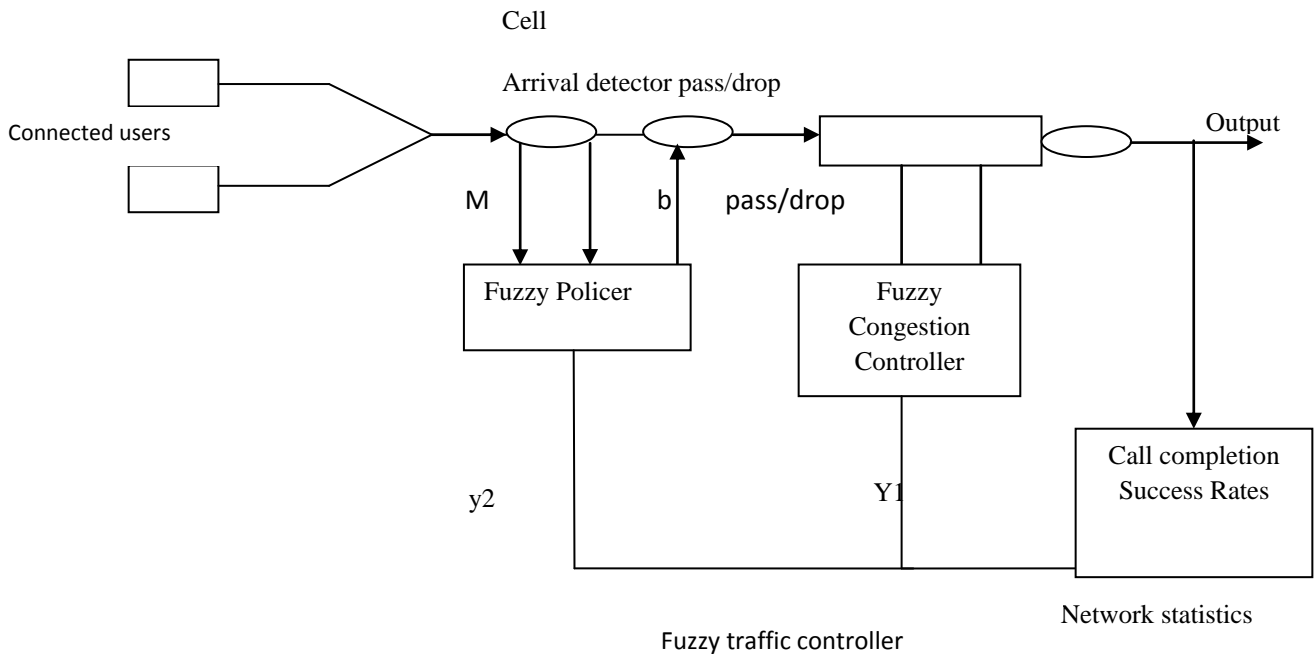 Cell
Arrival detector pass/drop
Connected users
Output
M
b
pass/drop
Fuzzy Policer
Fuzzy
Congestion
Controller
Call completion
Success Rates
y2
Y1
Network statistics
Fuzzy traffic controller